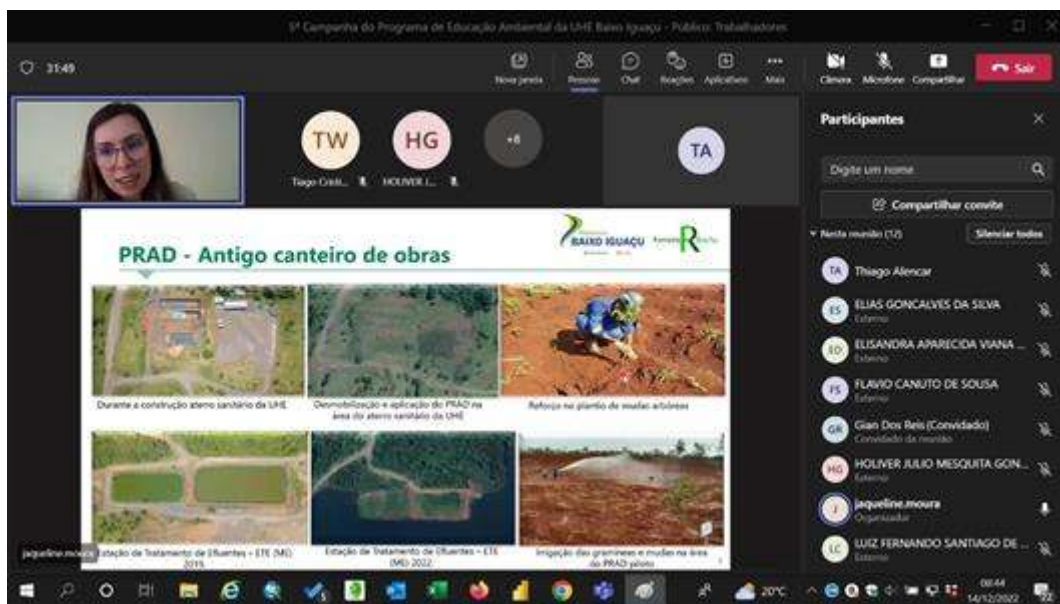 5ª Campanha do Programa de Educação Ambiental da UHE Baixo Iguaçu - Público: Trabalhadores
31:49
Nova janela
Pessoas
Chat
Reações
Aplicativos
Mais
Câmera
Microfone
Compartilhar
Sair
TW
HG
+8
TA
HOLIVER J...
Participantes
Digite um nome
Compartilhar convite
Nesta reunião (12)
Silenciar todos
TA
Thiago Alencar
ES
ELIAS GONCALVES DA SILVA
Externo
EO
ELISANDRA APARECIDA VIANA ...
Externo
FS
FLAVIO CANUTO DE SOUSA
Externo
GR
Gian Dos Reis (Convidado)
Convidado da reunião
HG
HOLIVER JULIO MESQUITA GON...
Externo
J
jaqueline.moura
Organizador
LC
LUIZ FERNANDO SANTIAGO DE ...
Externo
PRAD - Antigo canteiro de obras
BAIXO IGUAÇU
R
Durante a construção aterro sanitário da UHE
Desmobilização e aplicação do PRAD na
área do aterro sanitário da UHE
Reforço no plantio de mudas arbóreas
Estação de Tratamento de Efluentes - ETE (ME)
2019
Estação de Tratamento de Efluentes - ETE
(ME) 2022
Irrigação das gramíneas e mudas na área
do PRAD piloto
jaqueline.moura
20°C
08:44
14/12/2022